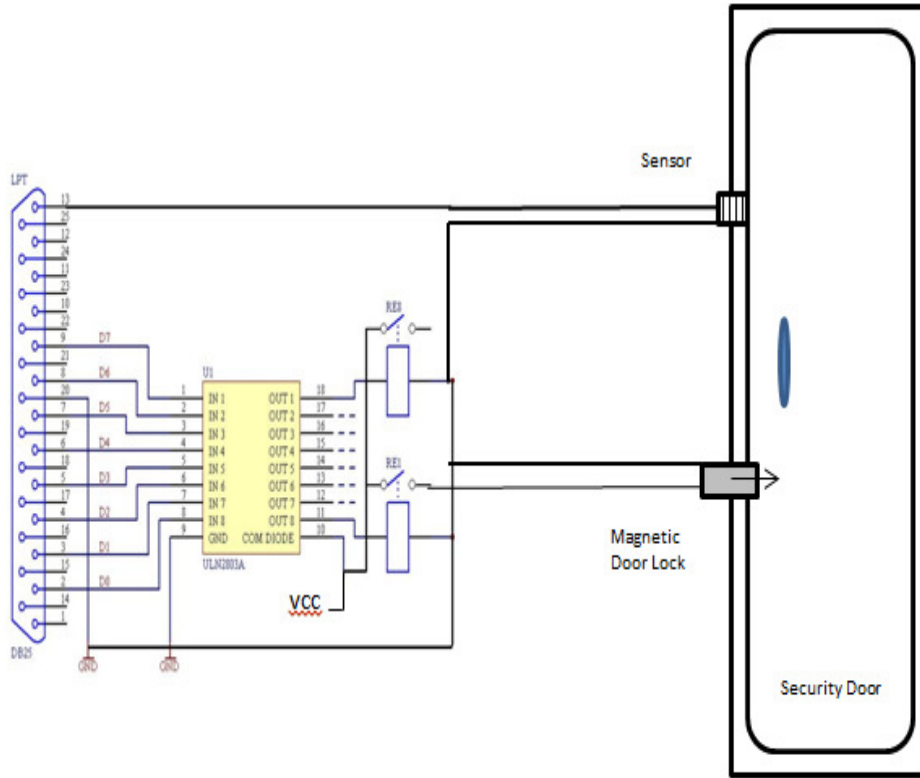 Sensor
LPT
13
25
12
24
11
23
10
22
9
21
8
20
7
19
6
18
5
17
4
16
3
15
2
14
1
DB25
D7
D6
D5
D4
D3
D2
D1
D0
GND
GND
U1
1 IN 1 OUT 1 18
2 IN 2 OUT 2 17
3 IN 3 OUT 3 16
4 IN 4 OUT 4 15
5 IN 5 OUT 5 14
6 IN 6 OUT 6 13
7 IN 7 OUT 7 12
8 IN 8 OUT 8 11
9 GND COM DIODE 10
ULN2803A
VCC
RE8
RE1
Magnetic
Door Lock
Security Door